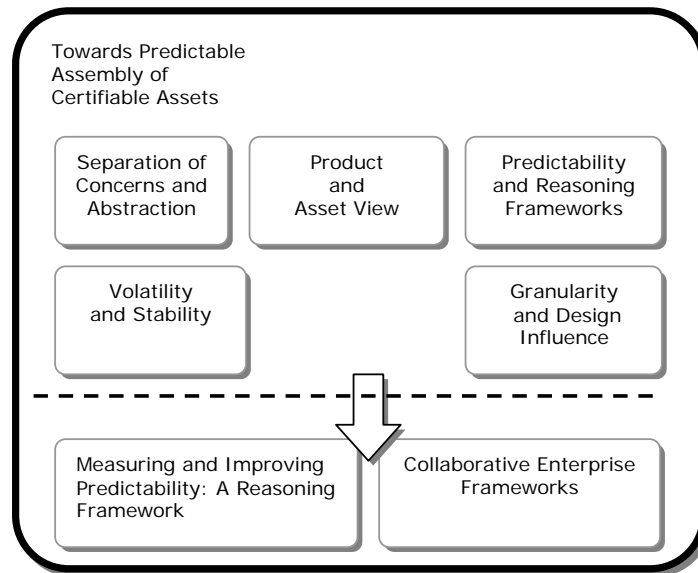 Towards Predictable
Assembly of
Certifiable Assets
Separation of
Concerns and
Abstraction
Product
and
Asset View
Predictability
and Reasoning
Frameworks
Volatility
and Stability
Granularity
and Design
Influence
Measuring and Improving
Predictability: A Reasoning
Framework
Collaborative Enterprise
Frameworks